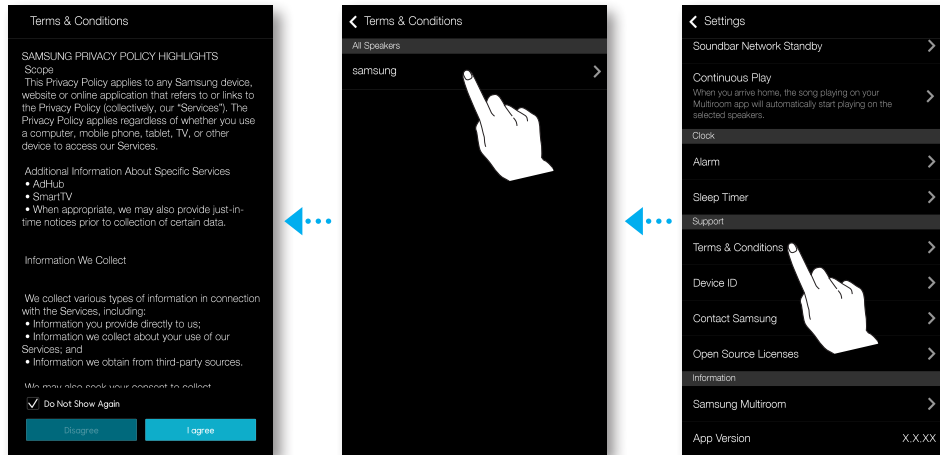 Terms & Conditions
SAMSUNG PRIVACY POLICY HIGHLIGHTS
Scope
This Privacy Policy applies to any Samsung device,
website or online application that refers to or links to
the Privacy Policy (collectively, our “Services”). The
Privacy Policy applies regardless of whether you use
a computer, mobile phone, tablet, TV, or other
device to access our Services.
Additional Information About Specific Services
• AdHub
• SmartTV
• When appropriate, we may also provide just-in-
time notices prior to collection of certain data.
Information We Collect
We collect various types of information in connection
with the Services, including:
• Information you provide directly to us;
• Information we collect about your use of our
Services; and
• Information we obtain from third-party sources.
We may also seek your consent to collect
Do Not Show Again
Disagree
I agree
Terms & Conditions
All Speakers
samsung
Settings
Soundbar Network Standby
Continuous Play
When you arrive home, the song playing on your
Multiroom app will automatically start playing on the
selected speakers.
Clock
Alarm
Sleep Timer
Support
Terms & Conditions
Device ID
Contact Samsung
Open Source Licenses
Information
Samsung Multiroom
App Version X.X.XX